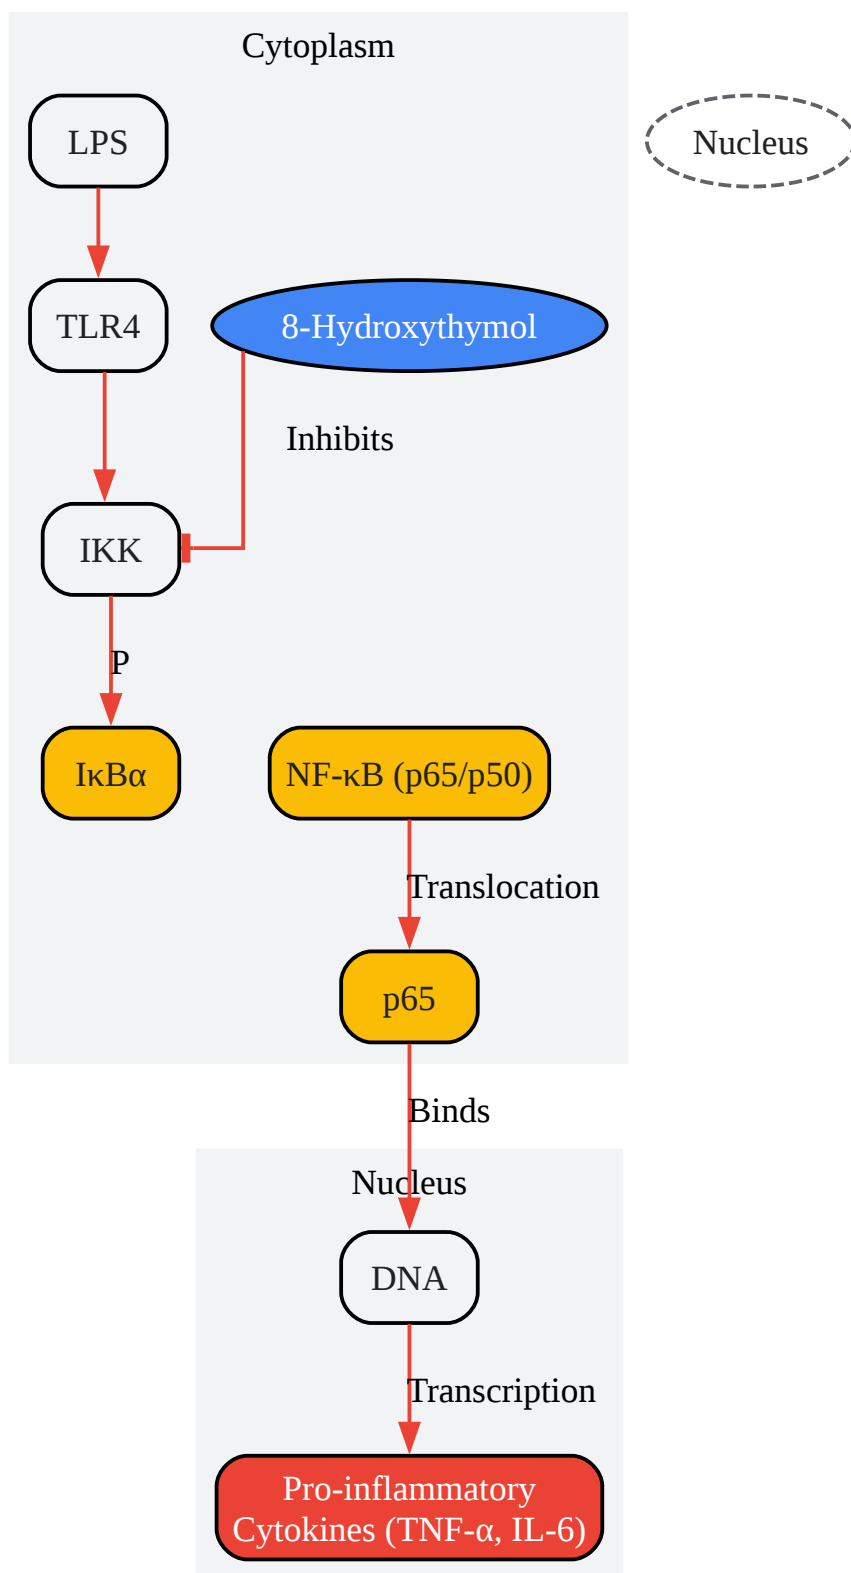 Cytoplasm
LPS
Nucleus
TLR4
8-Hydroxythymol
Inhibits
IKK
P
IκBα
NF-κB (p65/p50)
Translocation
p65
Binds
Nucleus
DNA
Transcription
Pro-inflammatory
Cytokines (TNF-α, IL-6)